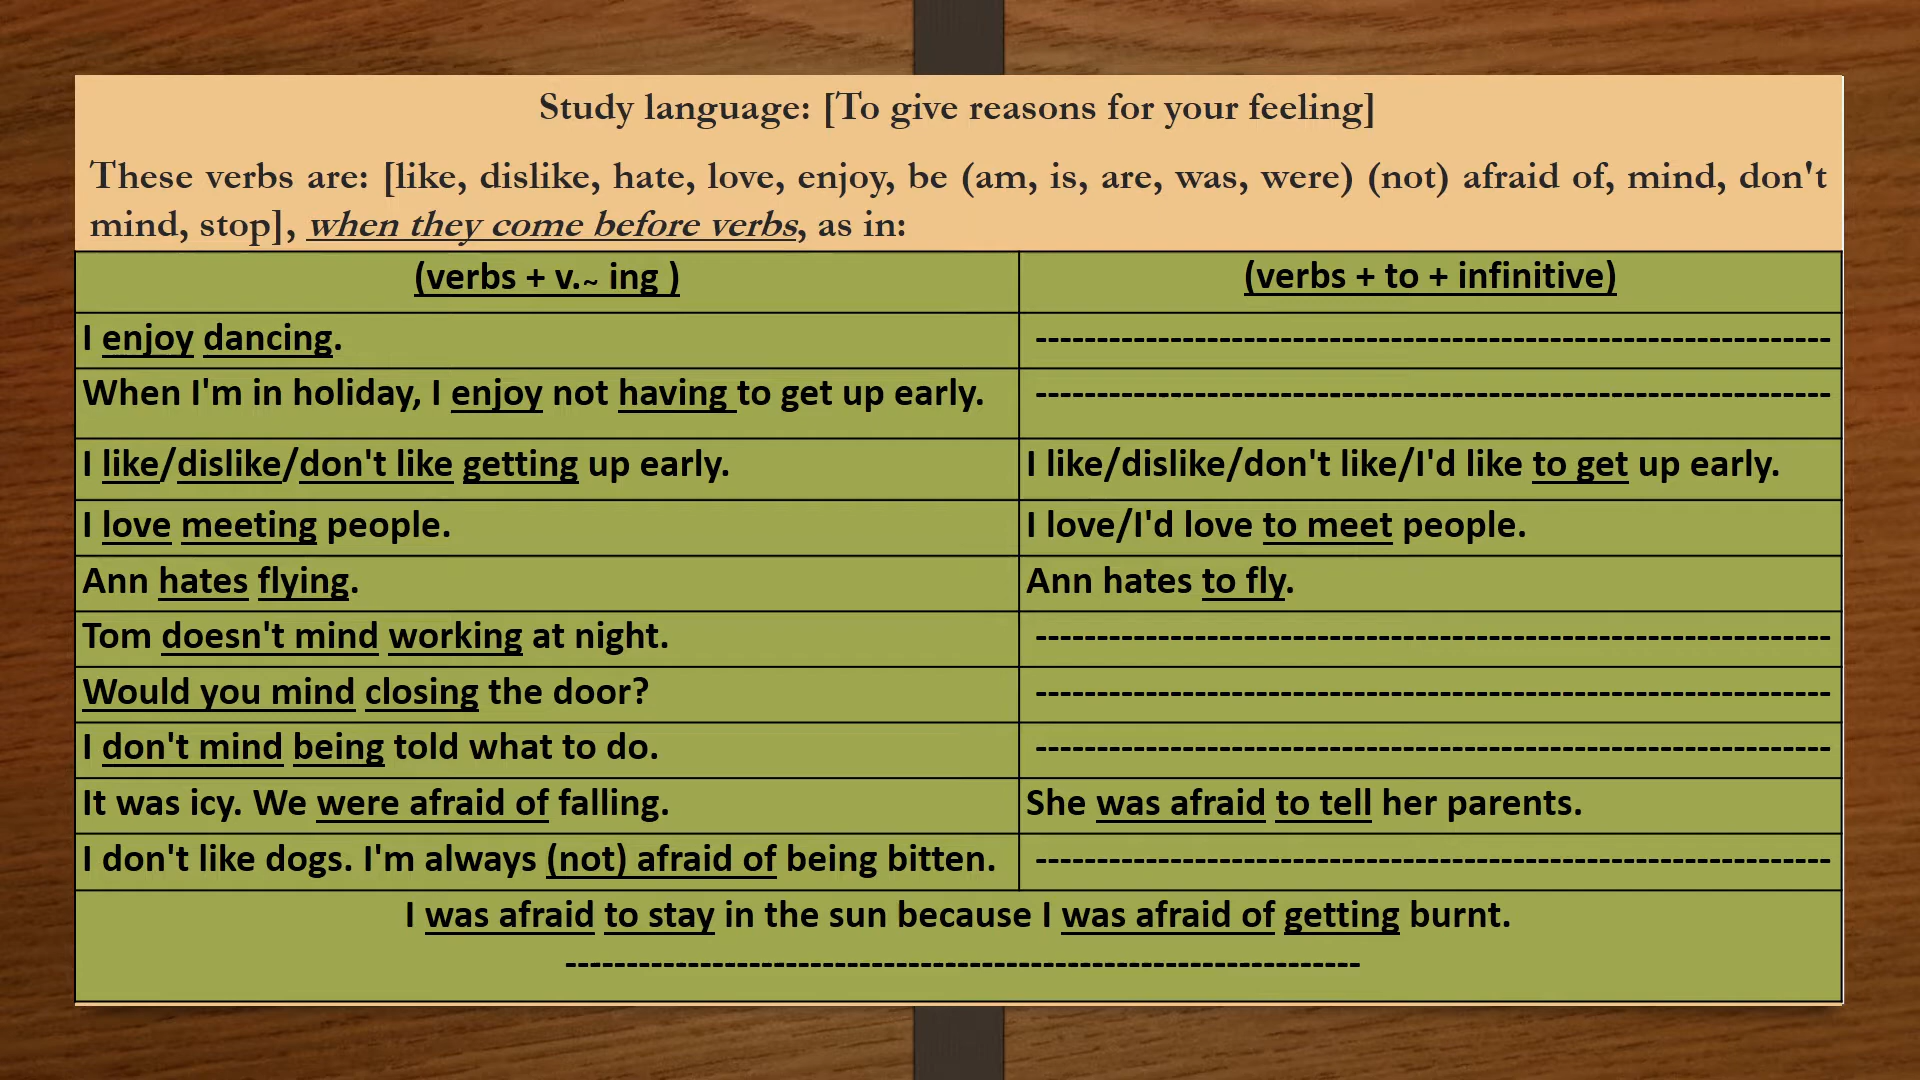 Study language: [To give reasons for your feeling]
These verbs are: [like, dislike, hate, love, enjoy, be (am, is, are, was, were) (not) afraid of, mind, don't
mind, stop], when they come before verbs, as in:
(verbs + v.~ ing )
(verbs + to + infinitive)
I enjoy dancing.
-----------------------------------------------------------------
When I'm in holiday, I enjoy not having to get up early.
-----------------------------------------------------------------
I like/dislike/don't like getting up early.
I like/dislike/don't like/I'd like to get up early.
I love meeting people.
I love/I'd love to meet people.
Ann hates flying.
Ann hates to fly.
Tom doesn't mind working at night.
-----------------------------------------------------------------
Would you mind closing the door?
-----------------------------------------------------------------
I don't mind being told what to do.
-----------------------------------------------------------------
It was icy. We were afraid of falling.
She was afraid to tell her parents.
I don't like dogs. I'm always (not) afraid of being bitten.
-----------------------------------------------------------------
I was afraid to stay in the sun because I was afraid of getting burnt.
-----------------------------------------------------------------